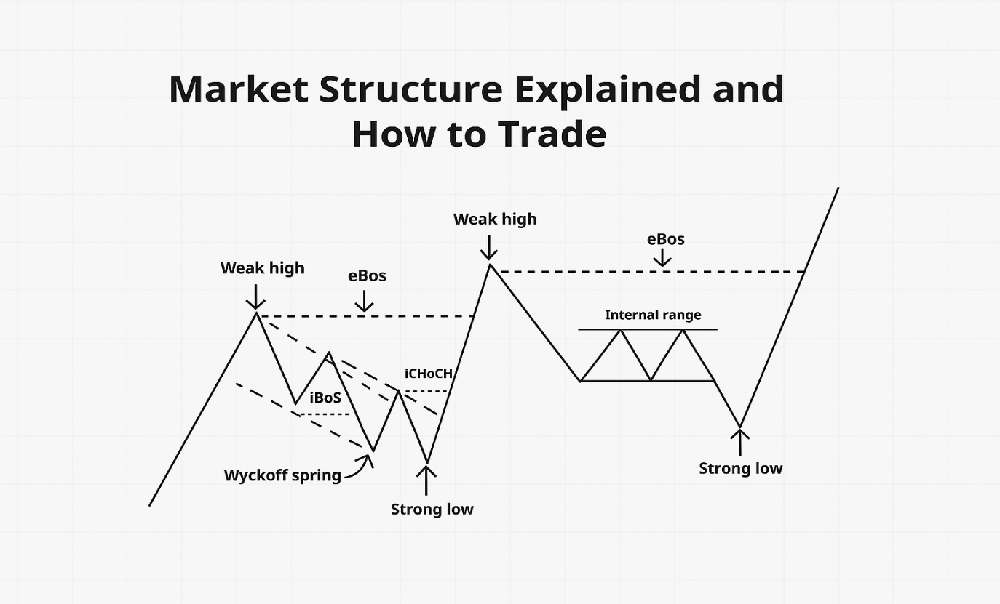 Market Structure Explained and
How to Trade
Weak high
eBos
Weak high
eBos
Internal range
iCHoCH
iBoS
Wyckoff spring
Strong low
Strong low